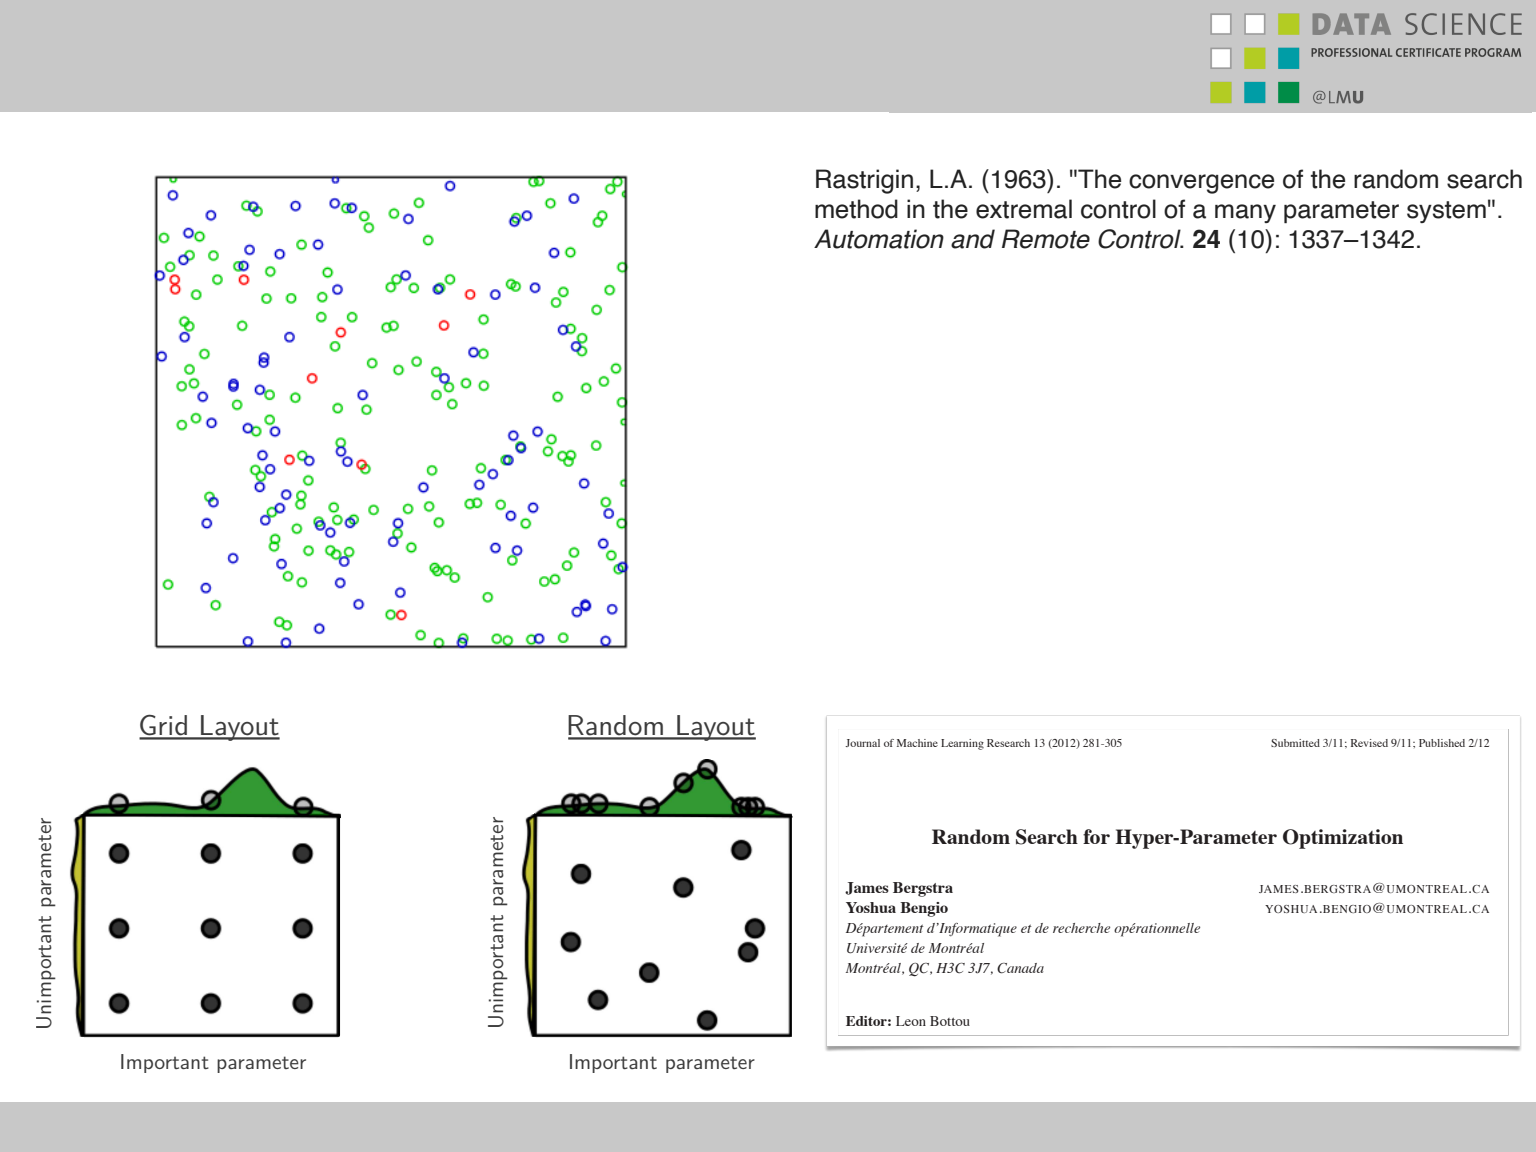 DATA SCIENCE
PROFESSIONAL CERTIFICATE PROGRAM
@LMU
Rastrigin, L.A. (1963). "The convergence of the random search
method in the extremal control of a many parameter system".
Automation and Remote Control. 24 (10): 1337–1342.
Grid Layout
Unimportant parameter
Important parameter
Random Layout
Unimportant parameter
Important parameter
Journal of Machine Learning Research 13 (2012) 281-305
Submitted 3/11; Revised 9/11; Published 2/12
Random Search for Hyper-Parameter Optimization
James Bergstra
JAMES.BERGSTRA@UMONTREAL.CA
Yoshua Bengio
YOSHUA.BENGIO@UMONTREAL.CA
Département d'Informatique et de recherche opérationnelle
Université de Montréal
Montréal, QC, H3C 3J7, Canada
Editor: Leon Bottou